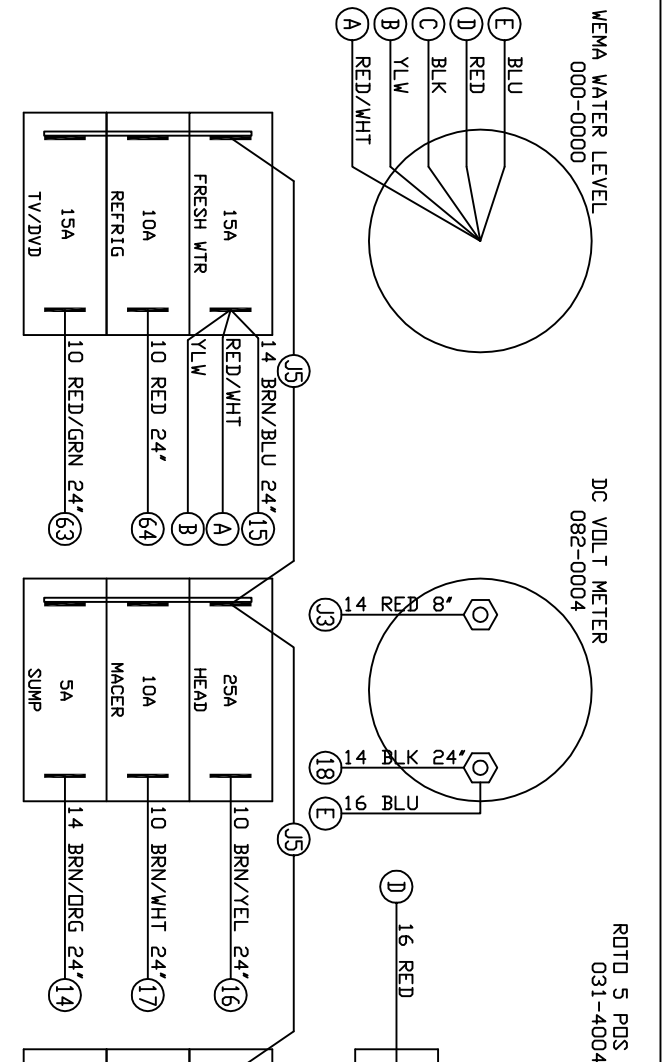 WEMA WATER LEVEL
000-0000
E
BLU
D
RED
C
BLK
B
YLW
A
RED/WHT
15A
FRESH WTR
10A
REFRIG
15A
TV/DVD
J5
14 BRN/BLU 24"
15
RED/WHT
A
YLW
B
10 RED 24"
64
10 RED/GRN 24"
63
DC VOLT METER
082-0004
J3
14 RED 8"
18
14 BLK 24"
E
16 BLU
25A
HEAD
10A
MACER
5A
SUMP
J5
10 BRN/YEL 24"
16
10 BRN/WHT 24"
17
14 BRN/ORG 24"
14
ROTO 5 POS
031-4004
D
16 RED